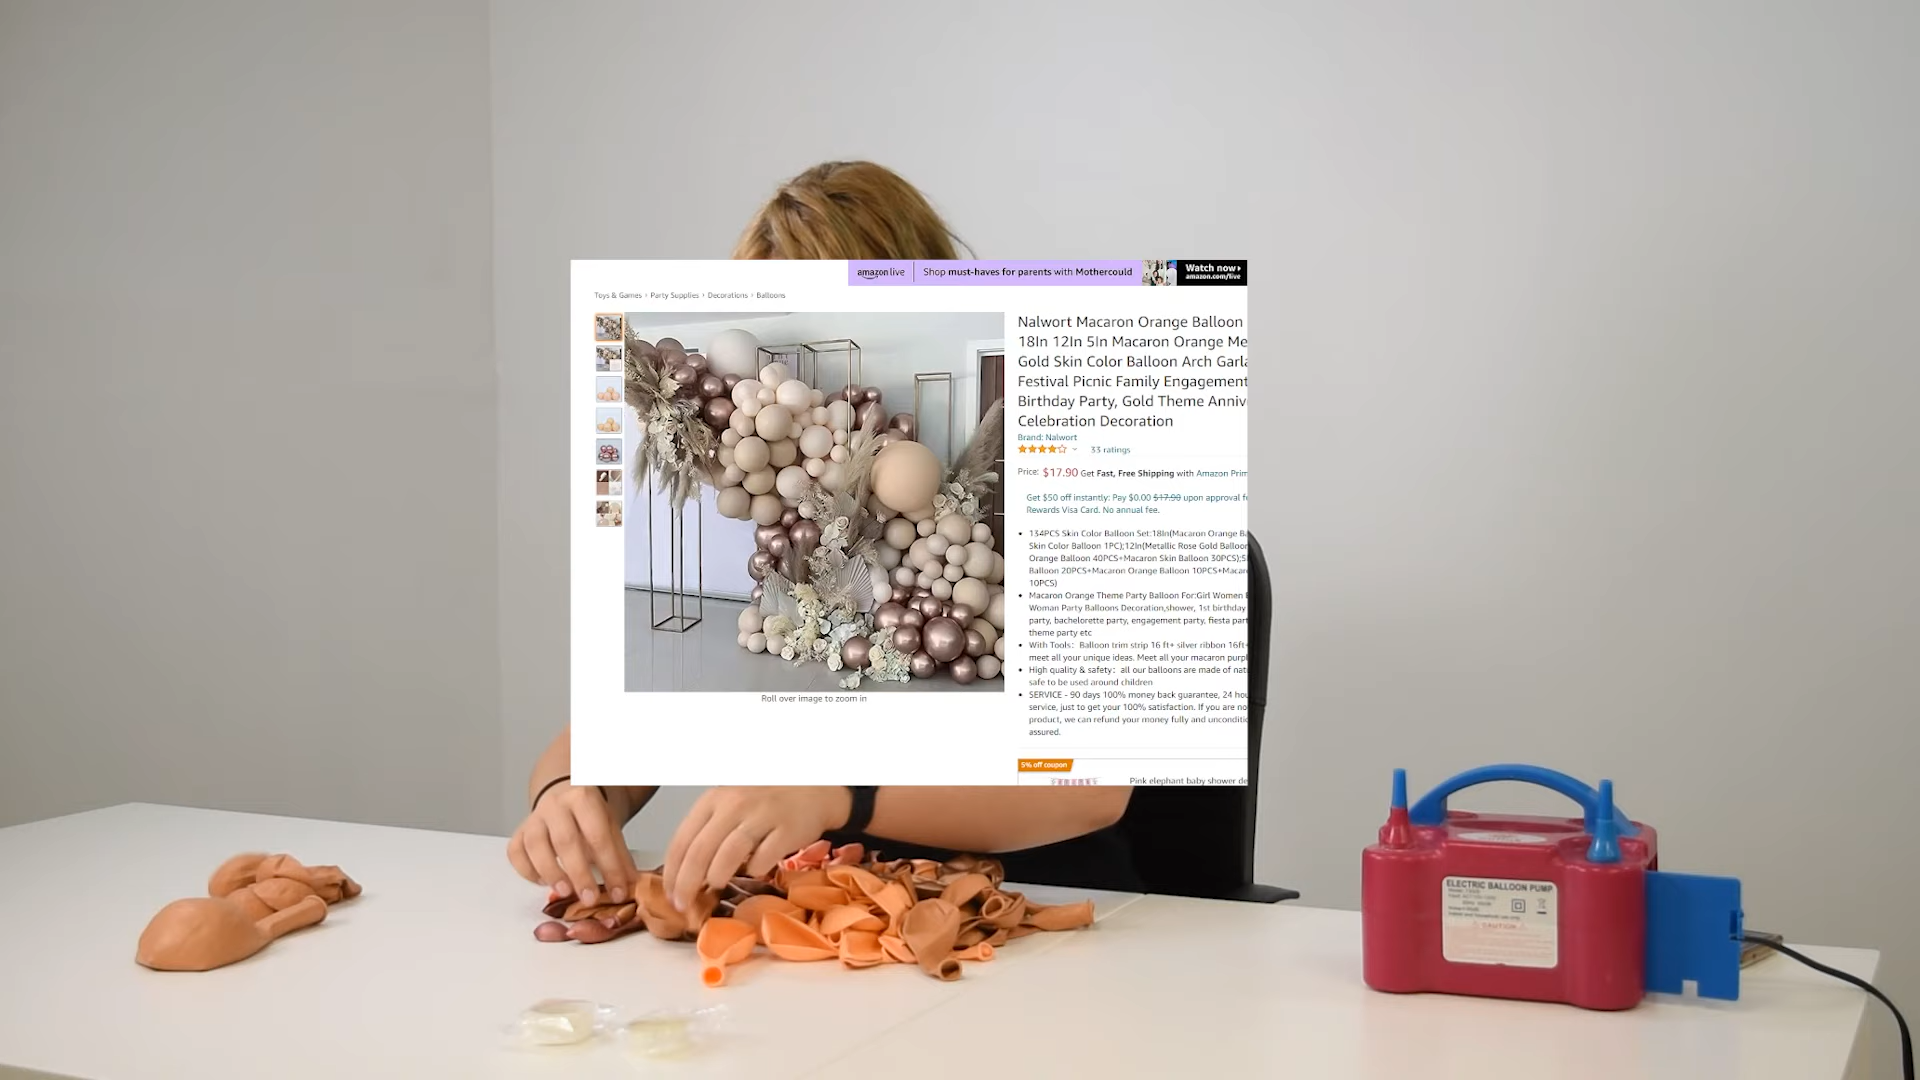 amazon live
Shop must-haves for parents with Mothercould
Watch now
amazon.com/live
Toys & Games › Party Supplies › Decorations › Balloons
Nalwort Macaron Orange Balloon
18In 12In 5In Macaron Orange Me
Gold Skin Color Balloon Arch Garla
Festival Picnic Family Engagement
Birthday Party, Gold Theme Anniv
Celebration Decoration
Brand: Nalwort
33 ratings
Price: $17.90 Get Fast, Free Shipping with Amazon Prim
Get $50 off instantly: Pay $0.00 $17.90 upon approval f
Rewards Visa Card. No annual fee.
• 134PCS Skin Color Balloon Set:18In(Macaron Orange Ba
Skin Color Balloon 1PC);12In(Metallic Rose Gold Balloon
Orange Balloon 40PCS+Macaron Skin Balloon 30PCS);5
Balloon 20PCS+Macaron Orange Balloon 10PCS+Macar
10PCS)
• Macaron Orange Theme Party Balloon For:Girl Women
Woman Party Balloons Decoration,shower, 1st birthday
party, bachelorette party, engagement party, fiesta part
theme party etc
• With Tools: Balloon trim strip 16 ft+ silver ribbon 16ft+
meet all your unique ideas. Meet all your macaron purpl
• High quality & safety: all our balloons are made of nat
safe to be used around children
• SERVICE - 90 days 100% money back guarantee, 24 hou
service, just to get your 100% satisfaction. If you are no
product, we can refund your money fully and unconditio
assured.
Roll over image to zoom in
5% off coupon
Pink elephant baby shower de
ELECTRIC BALLOON PUMP
CAUTION